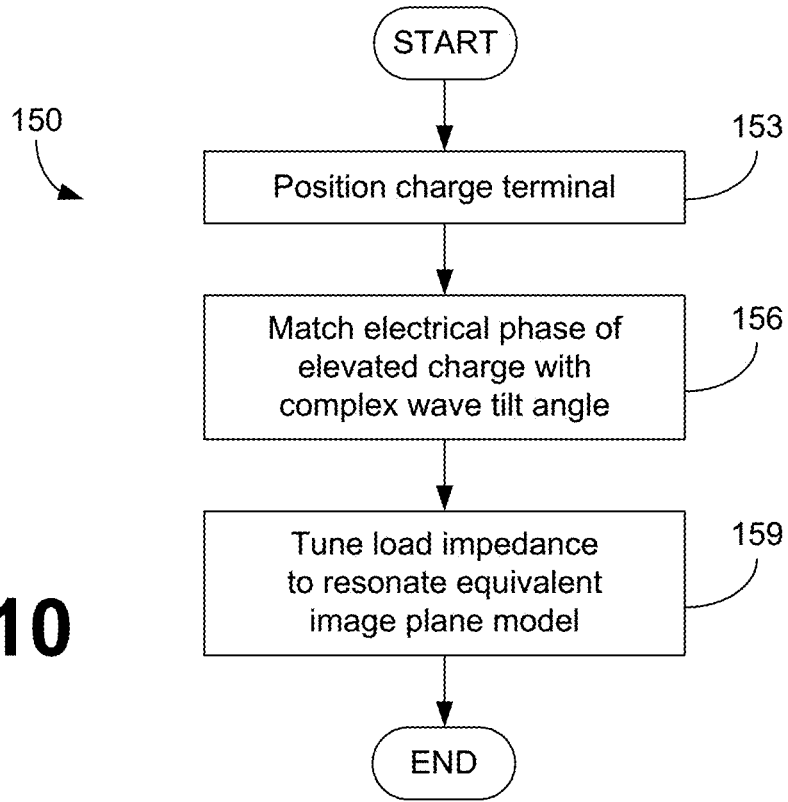 START
150
153
Position charge terminal
156
Match electrical phase of
elevated charge with
complex wave tilt angle
159
Tune load impedance
to resonate equivalent
image plane model
10
END